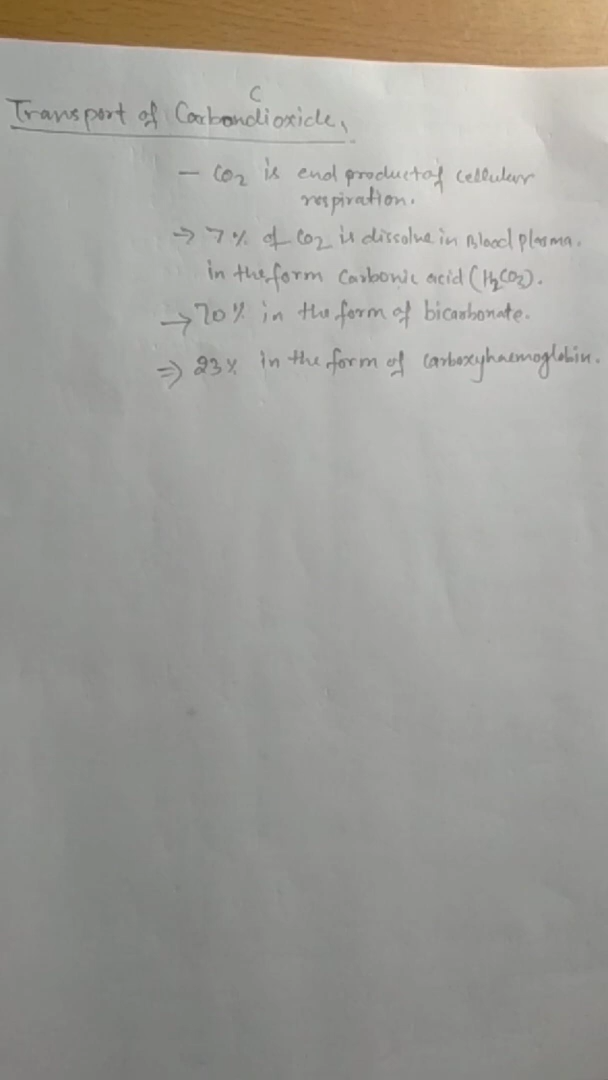 C
Transport of Carbondioxide,
- CO2 is end product of cellular
respiration.
→ 7% of CO2 is dissolve in Blood plasma.
in the form carbonic acid (H2CO3).
→ 70% in the form of bicarbonate.
⇒ 23% in the form of carboxyhaemoglobin.